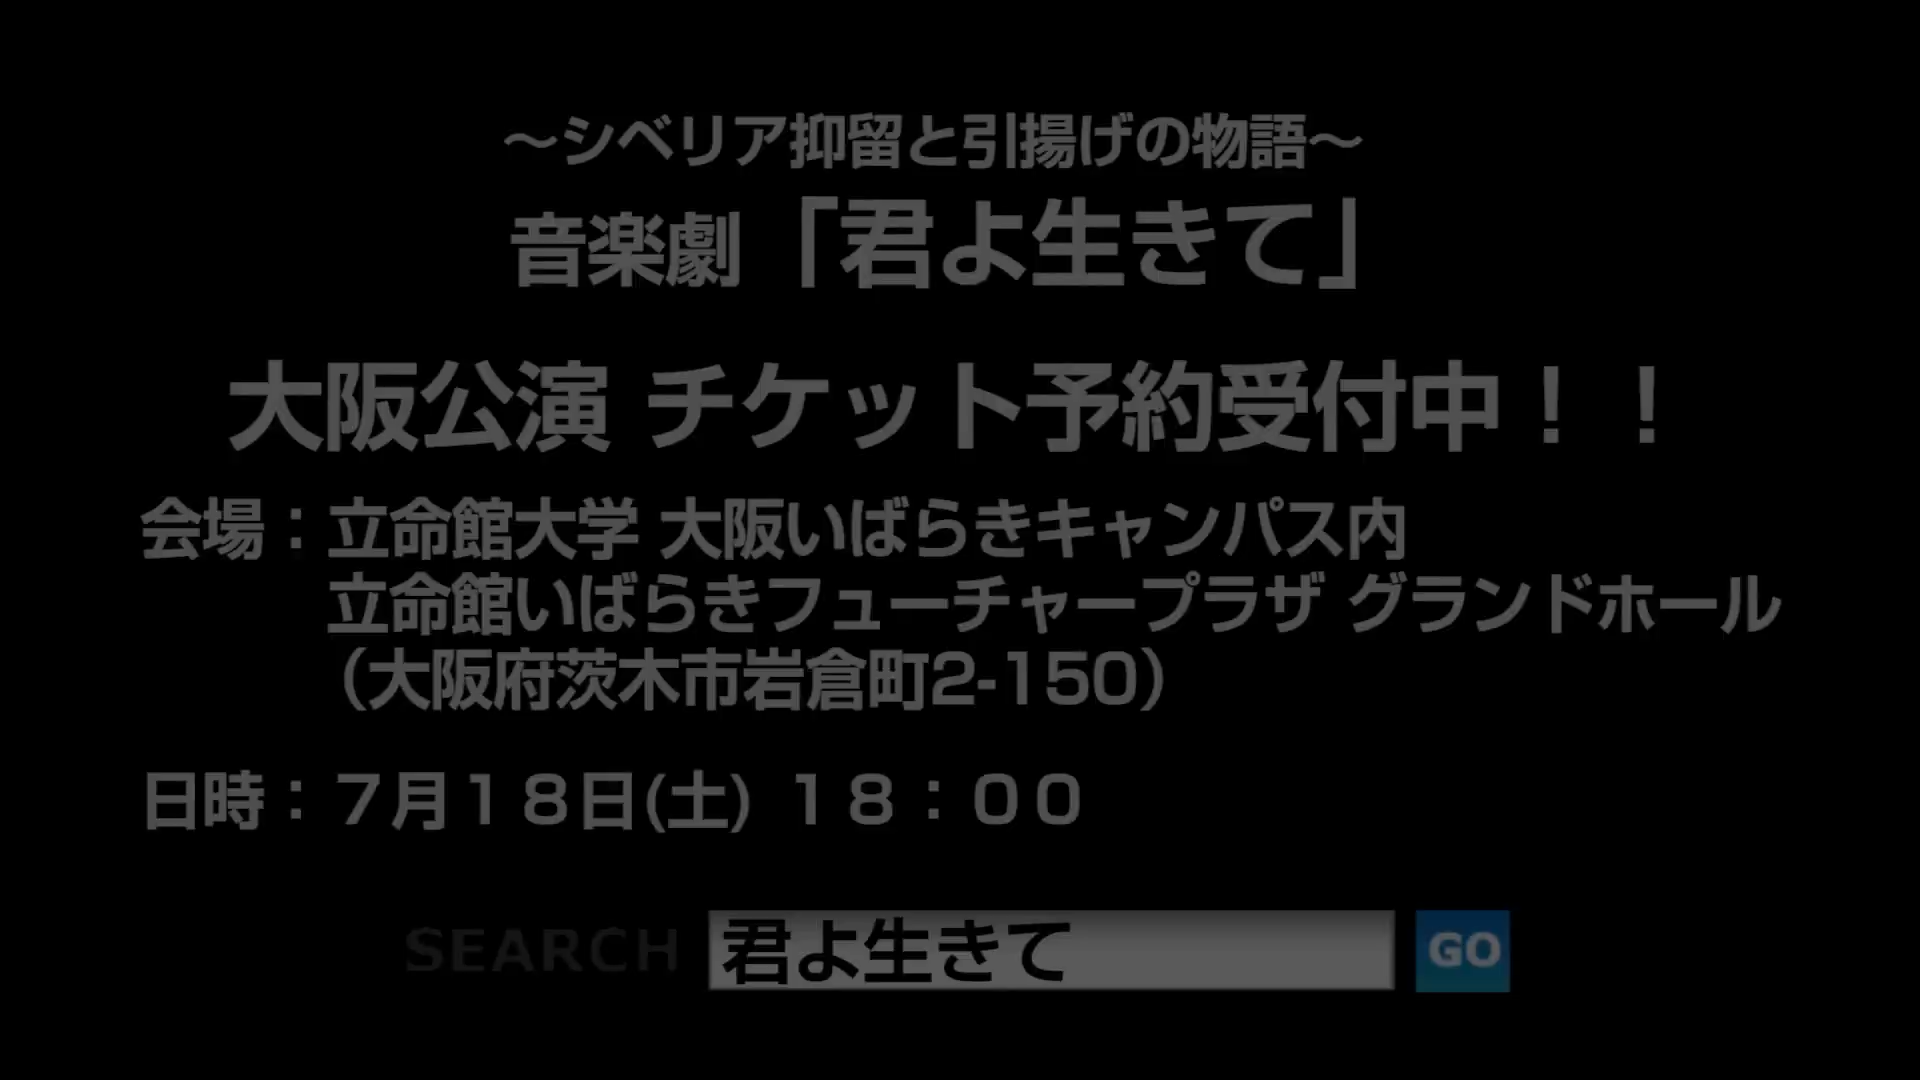 ～シベリア抑留と引揚げの物語～
音楽劇「君よ生きて」
大阪公演 チケット予約受付中！！
会場：立命館大学 大阪いばらきキャンパス内
立命館いばらきフューチャープラザ グランドホール
（大阪府茨木市岩倉町2-150）
日時：７月１８日(土) １８：００
SEARCH 君よ生きて GO